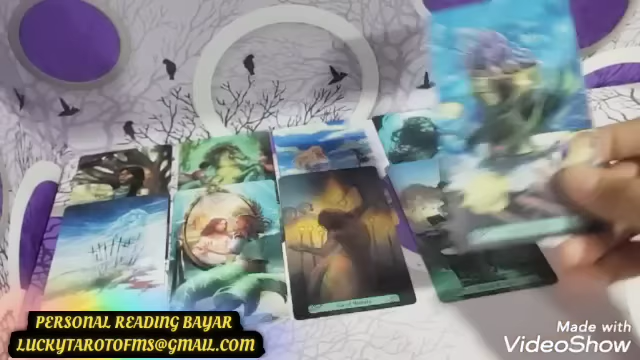 PERSONAL READING BAYAR
LUCKYTAROTOFMS@GMAIL.COM
Made with
VideoShow